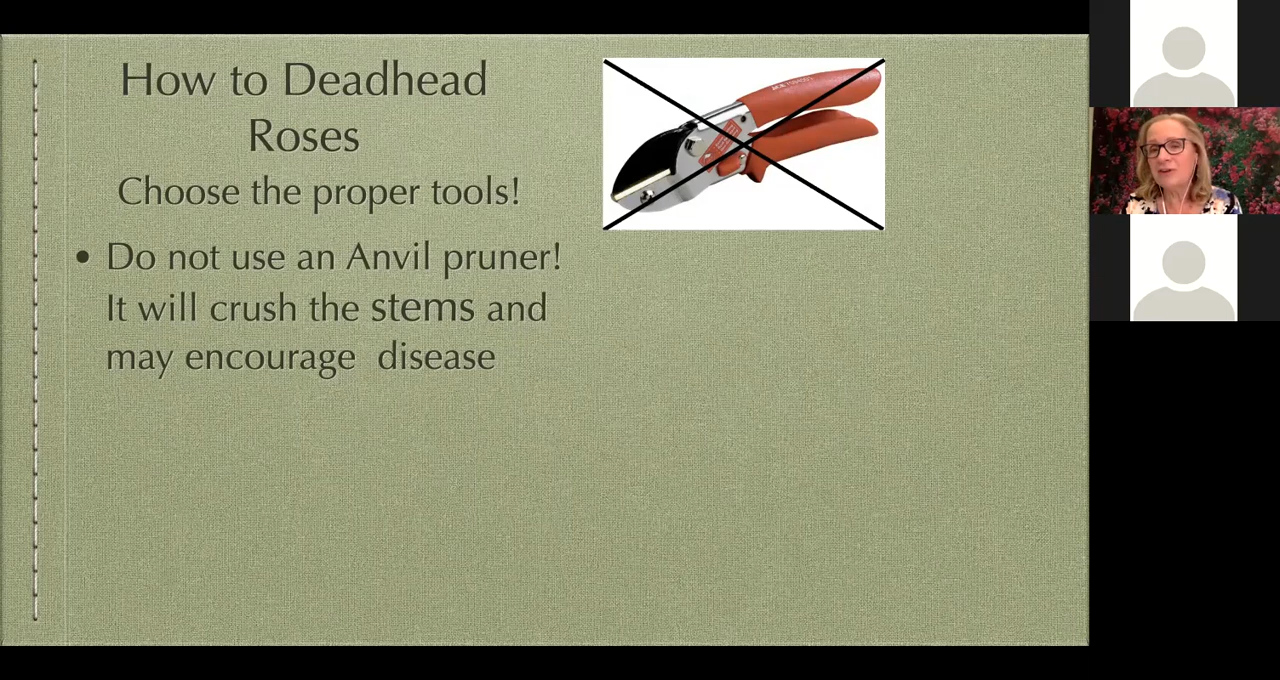 How to Deadhead
Roses
Choose the proper tools!
• Do not use an Anvil pruner!
It will crush the stems and
may encourage disease